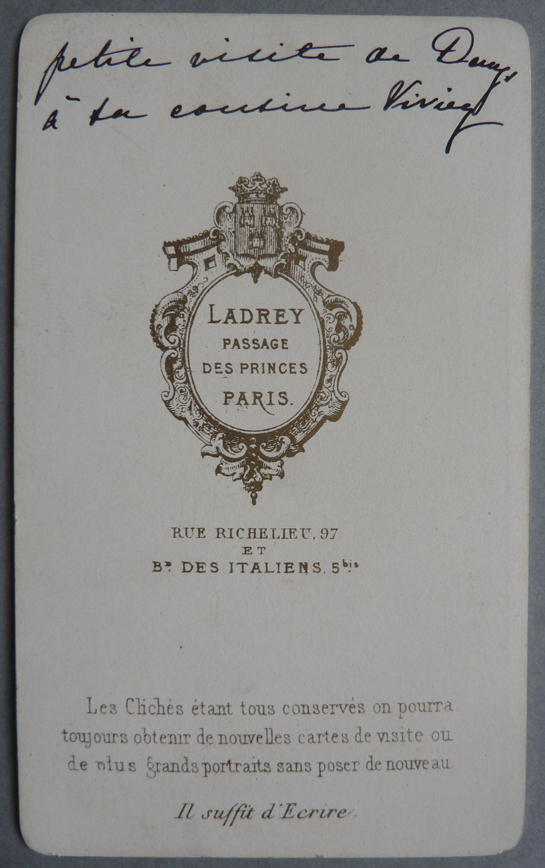 petite visite de
à sa cousine
LADREY
PASSAGE
DES PRINCES
PARIS.
RUE RICHELIEU. 97
ET
Bᴰ DES ITALIENS, 5bis
Les Clichés étant tous conservés on pourra
toujours obtenir de nouvelles cartes de visite ou
de plus grands portraits sans poser de nouveau
Il suffit d'Ecrire.